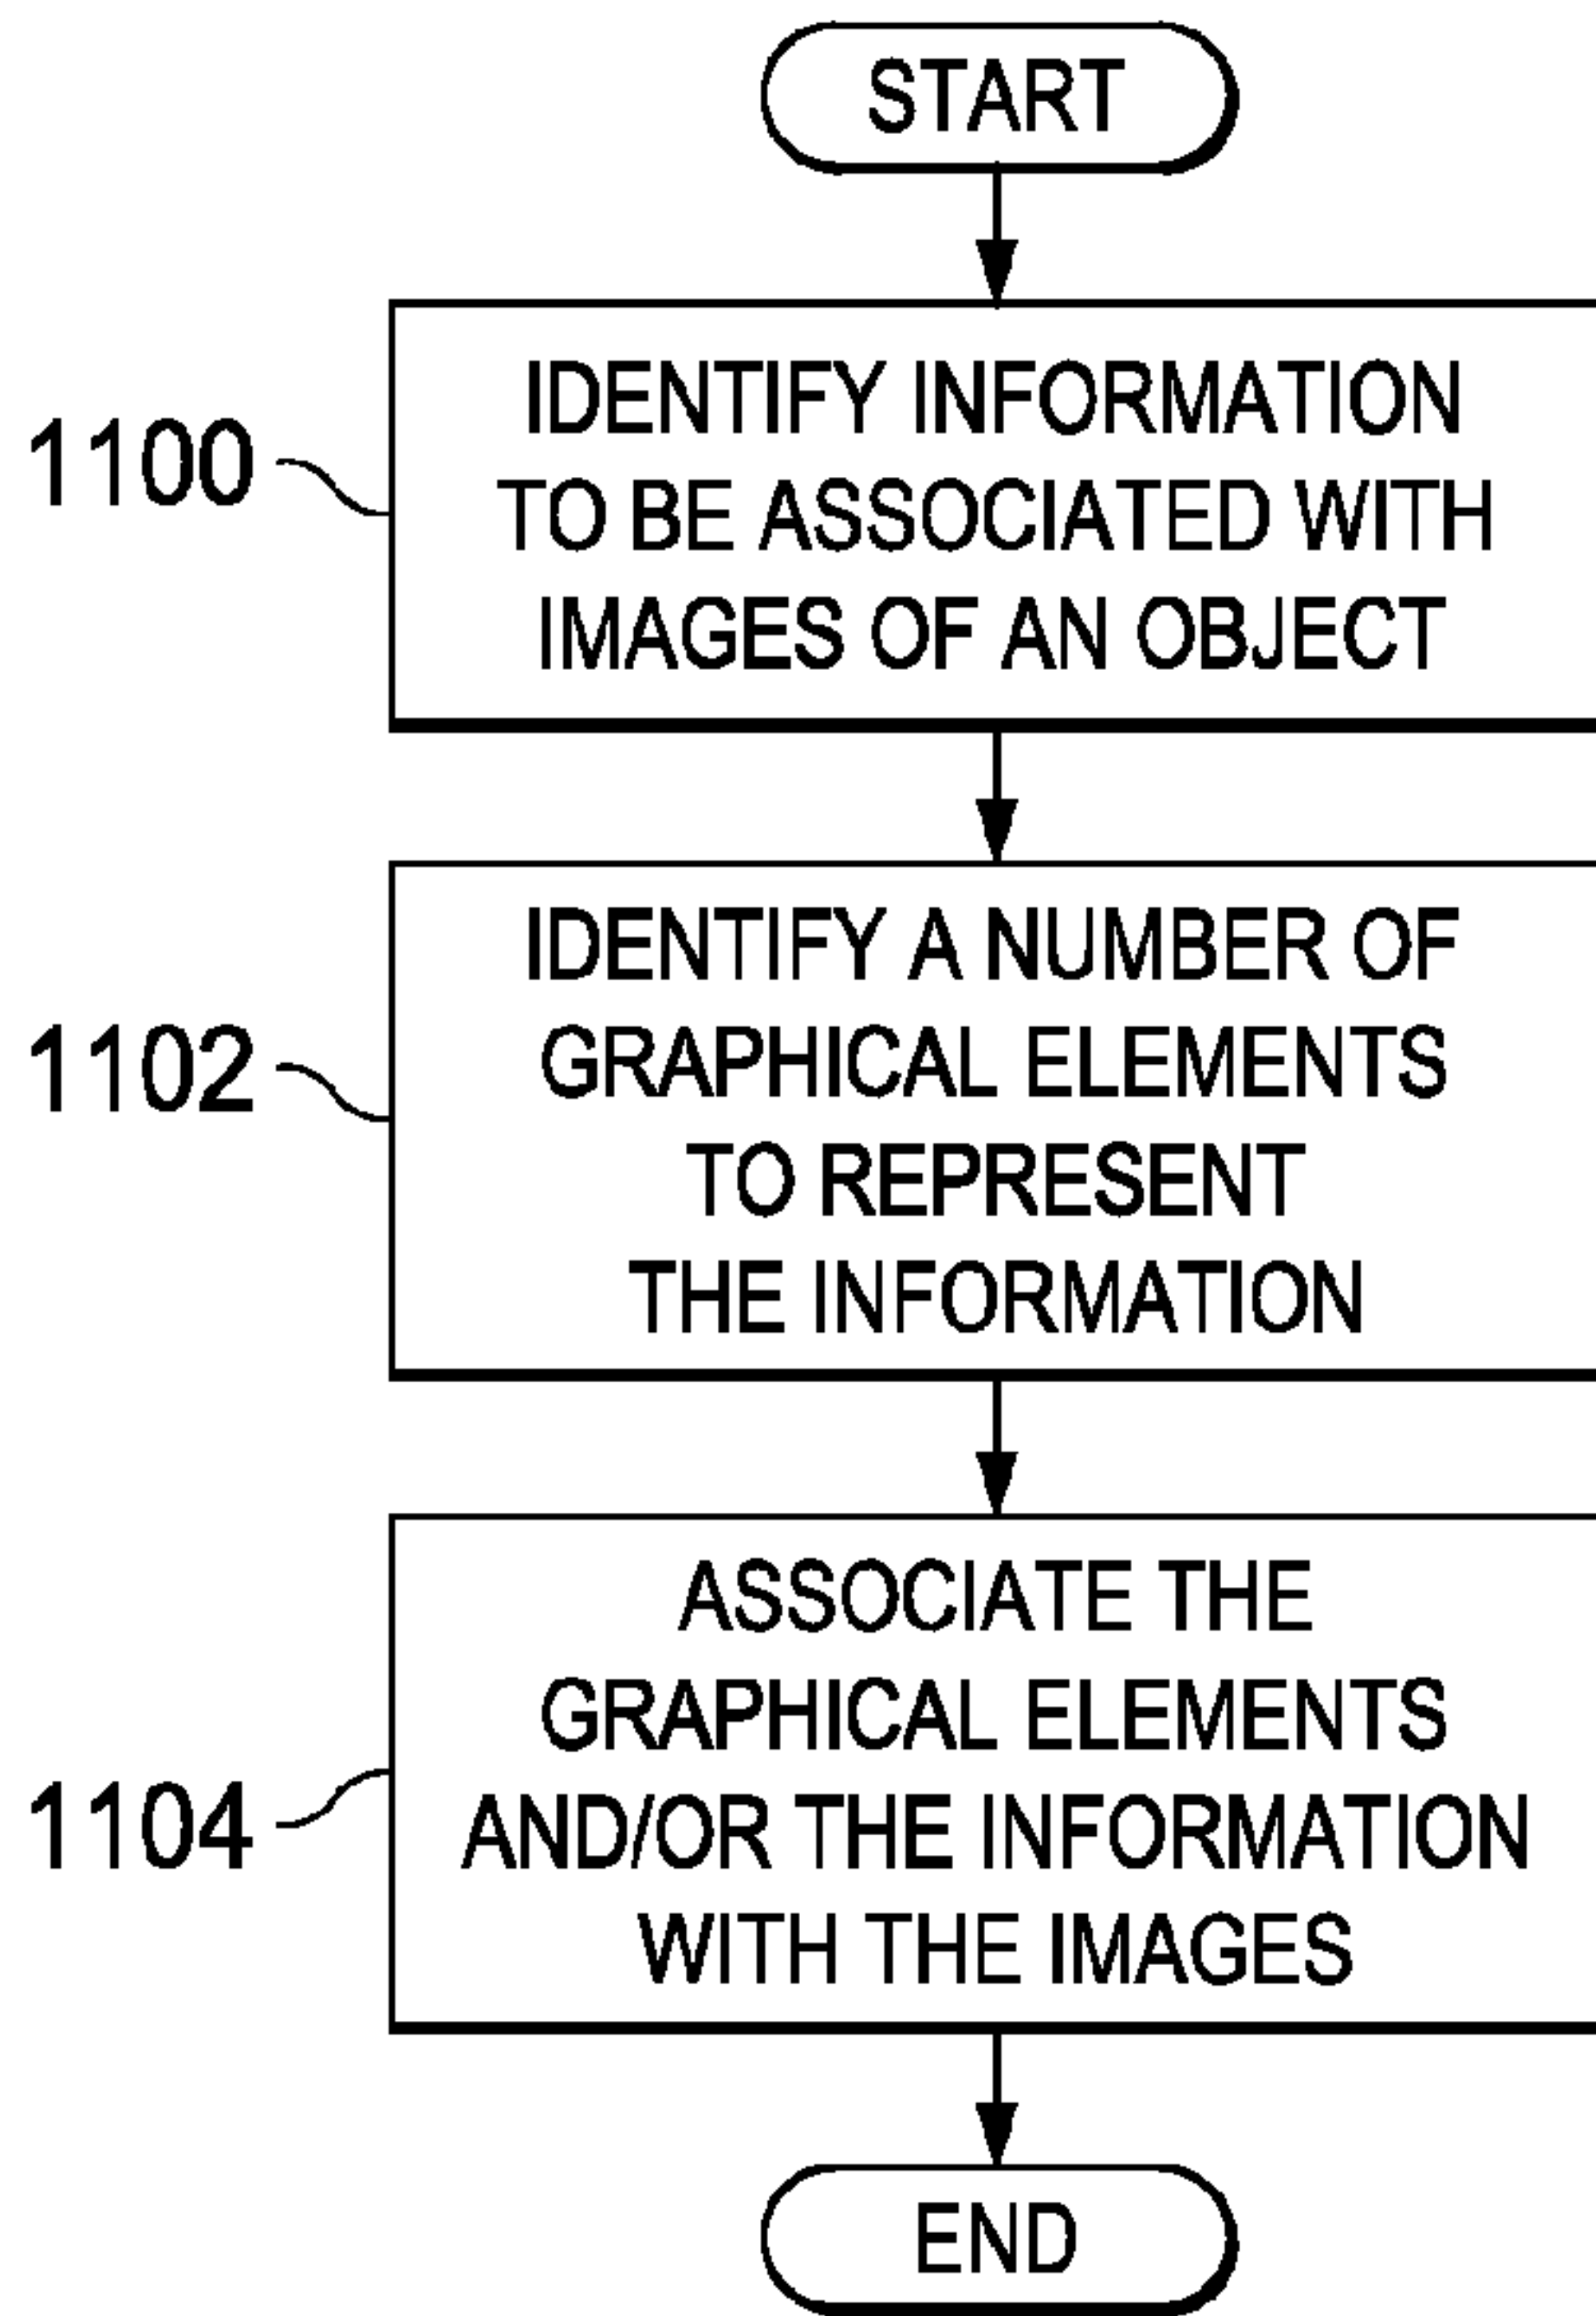 START
1100
IDENTIFY INFORMATION
TO BE ASSOCIATED WITH
IMAGES OF AN OBJECT
1102
IDENTIFY A NUMBER OF
GRAPHICAL ELEMENTS
TO REPRESENT
THE INFORMATION
1104
ASSOCIATE THE
GRAPHICAL ELEMENTS
AND/OR THE INFORMATION
WITH THE IMAGES
END